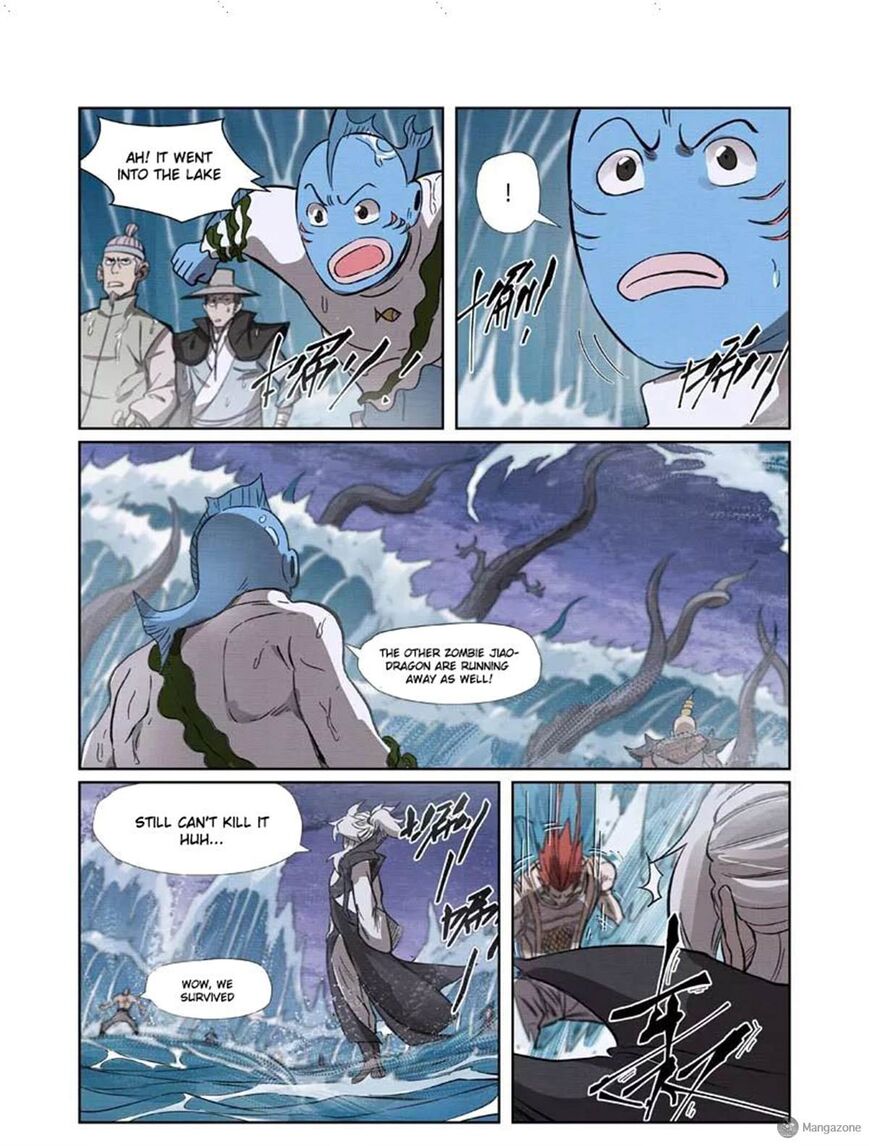 AH! IT WENT
INTO THE LAKE
!
THE OTHER ZOMBIE JIAO-
DRAGON ARE RUNNING
AWAY AS WELL!
STILL CAN'T KILL IT
HUH...
WOW, WE
SURVIVED
Mangazone